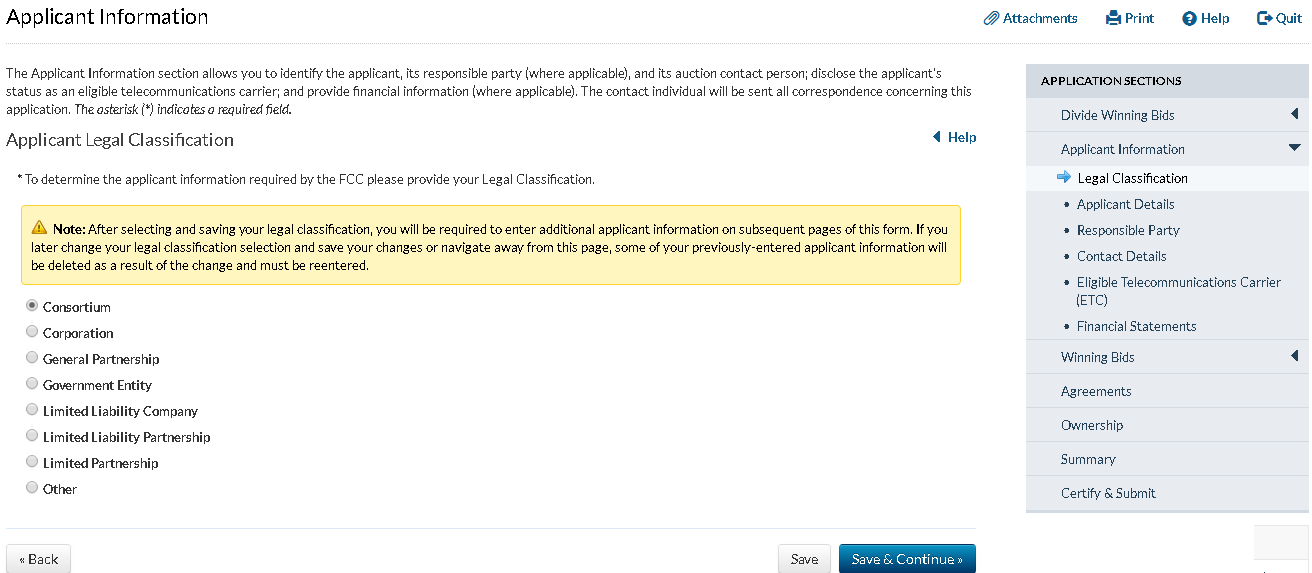 Applicant Information
Attachments
Print
Help
Quit
The Applicant Information section allows you to identify the applicant, its responsible party (where applicable), and its auction contact person; disclose the applicant's
status as an eligible telecommunications carrier; and provide financial information (where applicable). The contact individual will be sent all correspondence concerning this
application. The asterisk (*) indicates a required field.
Applicant Legal Classification
Help
* To determine the applicant information required by the FCC please provide your Legal Classification.
Note: After selecting and saving your legal classification, you will be required to enter additional applicant information on subsequent pages of this form. If you
later change your legal classification selection and save your changes or navigate away from this page, some of your previously-entered applicant information will
be deleted as a result of the change and must be reentered.
Consortium
Corporation
General Partnership
Government Entity
Limited Liability Company
Limited Liability Partnership
Limited Partnership
Other
« Back
Save
Save & Continue »
APPLICATION SECTIONS
Divide Winning Bids
Applicant Information
Legal Classification
• Applicant Details
• Responsible Party
• Contact Details
• Eligible Telecommunications Carrier
(ETC)
• Financial Statements
Winning Bids
Agreements
Ownership
Summary
Certify & Submit